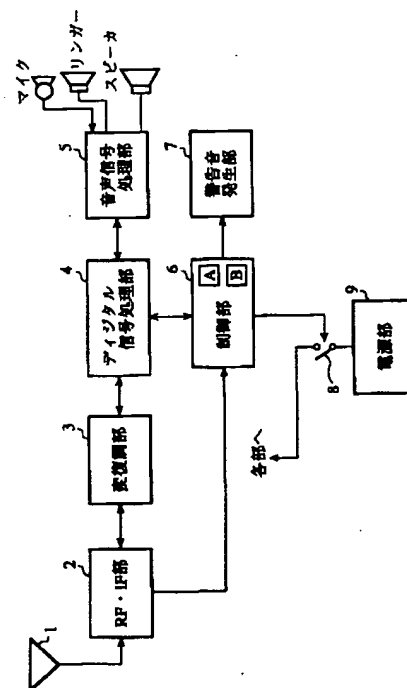 1
2
RF・IF部
3
変復調部
4
ディジタル
信号処理部
5
音声信号
処理部
マイク
リンガー
スピーカ
6
制御部
A
B
7
警告音
発生部
8
各部へ
9
電源部